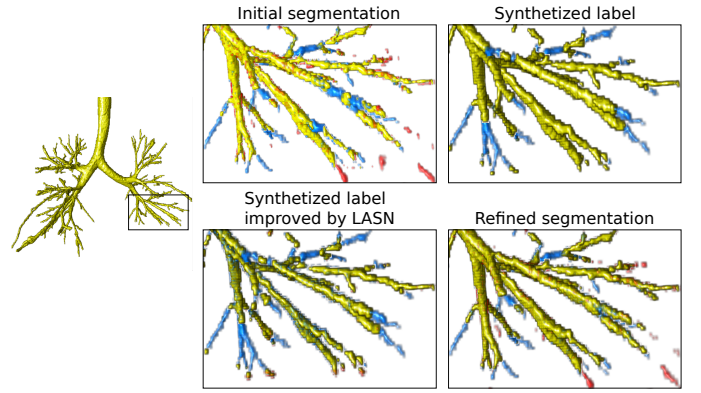 Initial segmentation
Synthetized label
Synthetized label
improved by LASN
Refined segmentation